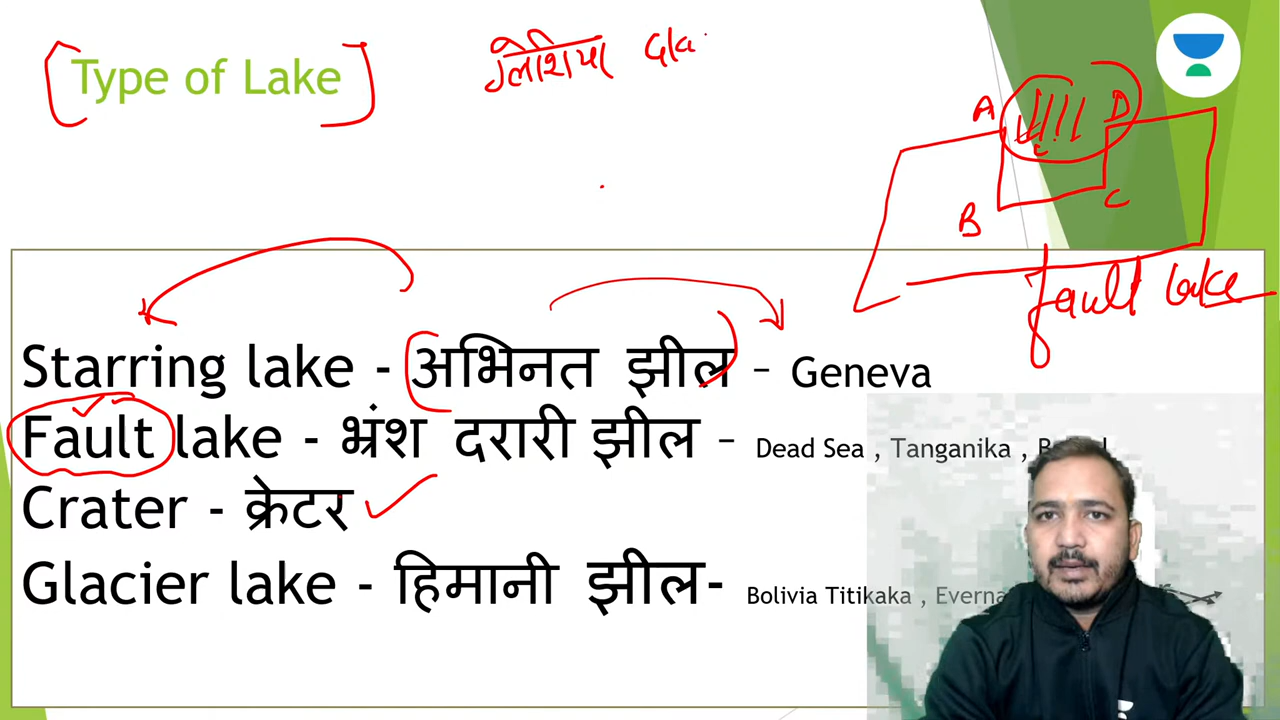 Type of Lake
ग्लेशिया Gla
A D
B C
fault lake
Starring lake - अभिनत झील – Geneva
Fault lake - भ्रंश दरारी झील – Dead Sea , Tanganika ,
Crater - क्रेटर
Glacier lake - हिमानी झील- Bolivia Titikaka ,